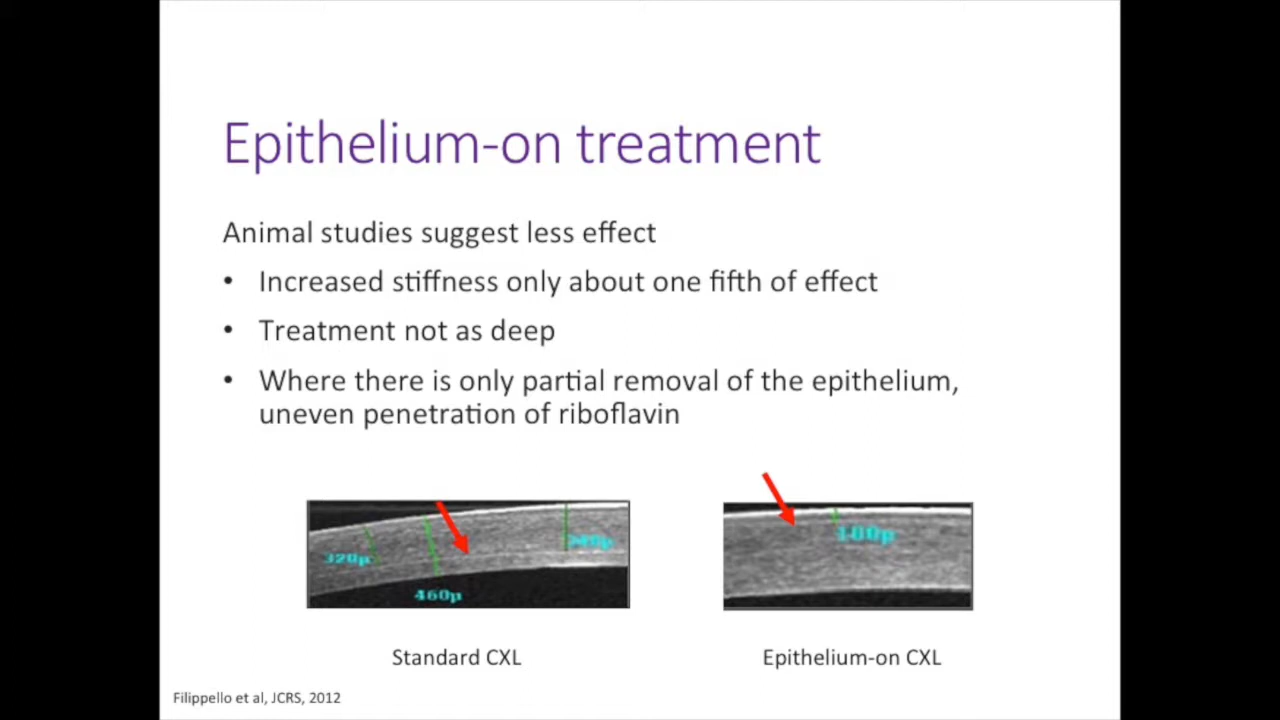 Epithelium-on treatment
Animal studies suggest less effect
• Increased stiffness only about one fifth of effect
• Treatment not as deep
• Where there is only partial removal of the epithelium,
uneven penetration of riboflavin
320µ
460µ
100µ
Standard CXL
Epithelium-on CXL
Filippello et al, JCRS, 2012